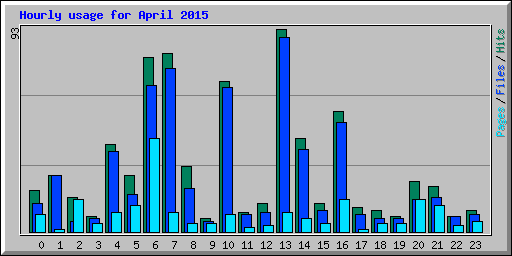 Hourly usage for April 2015
93
Pages/Files/Hits
0 1 2 3 4 5 6 7 8 9 10 11 12 13 14 15 16 17 18 19 20 21 22 23